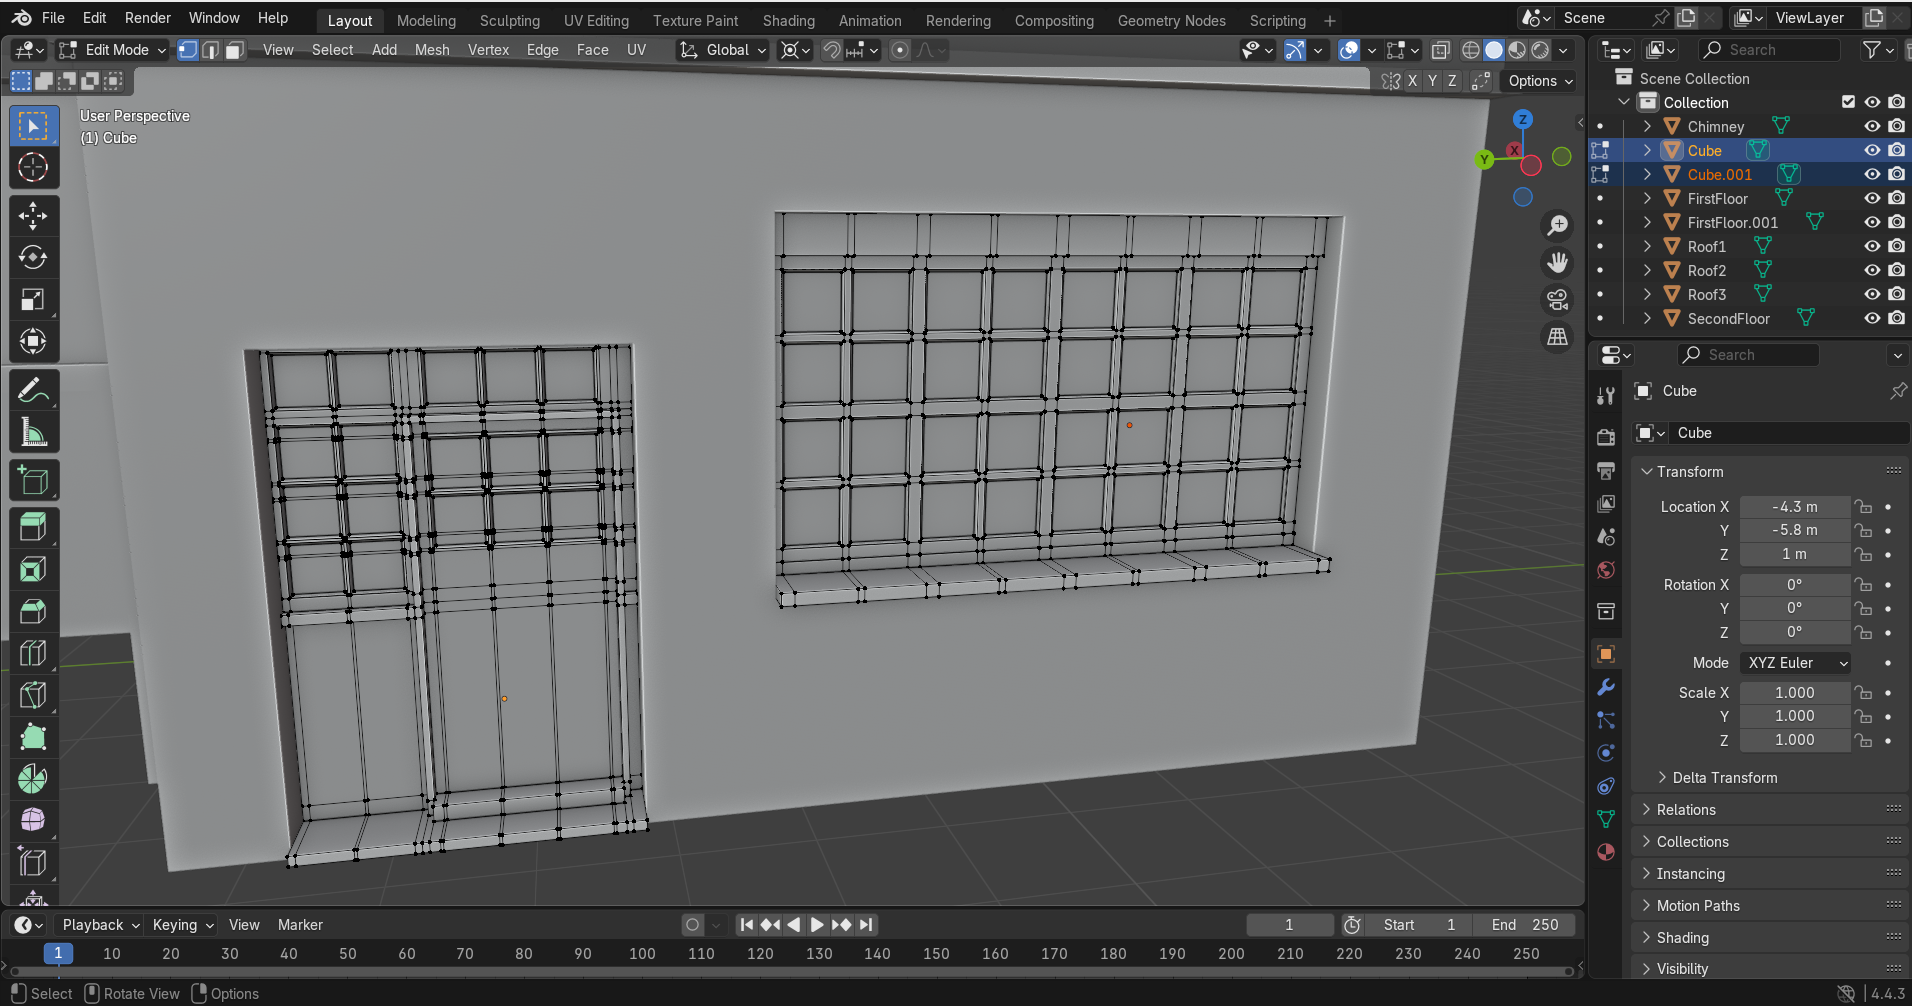 File Edit Render Window Help Layout Modeling Sculpting UV Editing Texture Paint Shading Animation Rendering Compositing Geometry Nodes Scripting + Scene ViewLayer
Edit Mode View Select Add Mesh Vertex Edge Face UV Global Search
X Y Z Options
Scene Collection
Collection
Chimney
Cube
Cube.001
FirstFloor
FirstFloor.001
Roof1
Roof2
Roof3
SecondFloor
User Perspective
(1) Cube
Z
Y
X
Search
Cube
Cube
Transform
Location X -4.3 m
Y -5.8 m
Z 1 m
Rotation X 0°
Y 0°
Z 0°
Mode XYZ Euler
Scale X 1.000
Y 1.000
Z 1.000
Delta Transform
Relations
Collections
Instancing
Motion Paths
Shading
Visibility
Playback Keying View Marker 1 Start 1 End 250
1 10 20 30 40 50 60 70 80 90 100 110 120 130 140 150 160 170 180 190 200 210 220 230 240 250
Select Rotate View Options 4.4.3